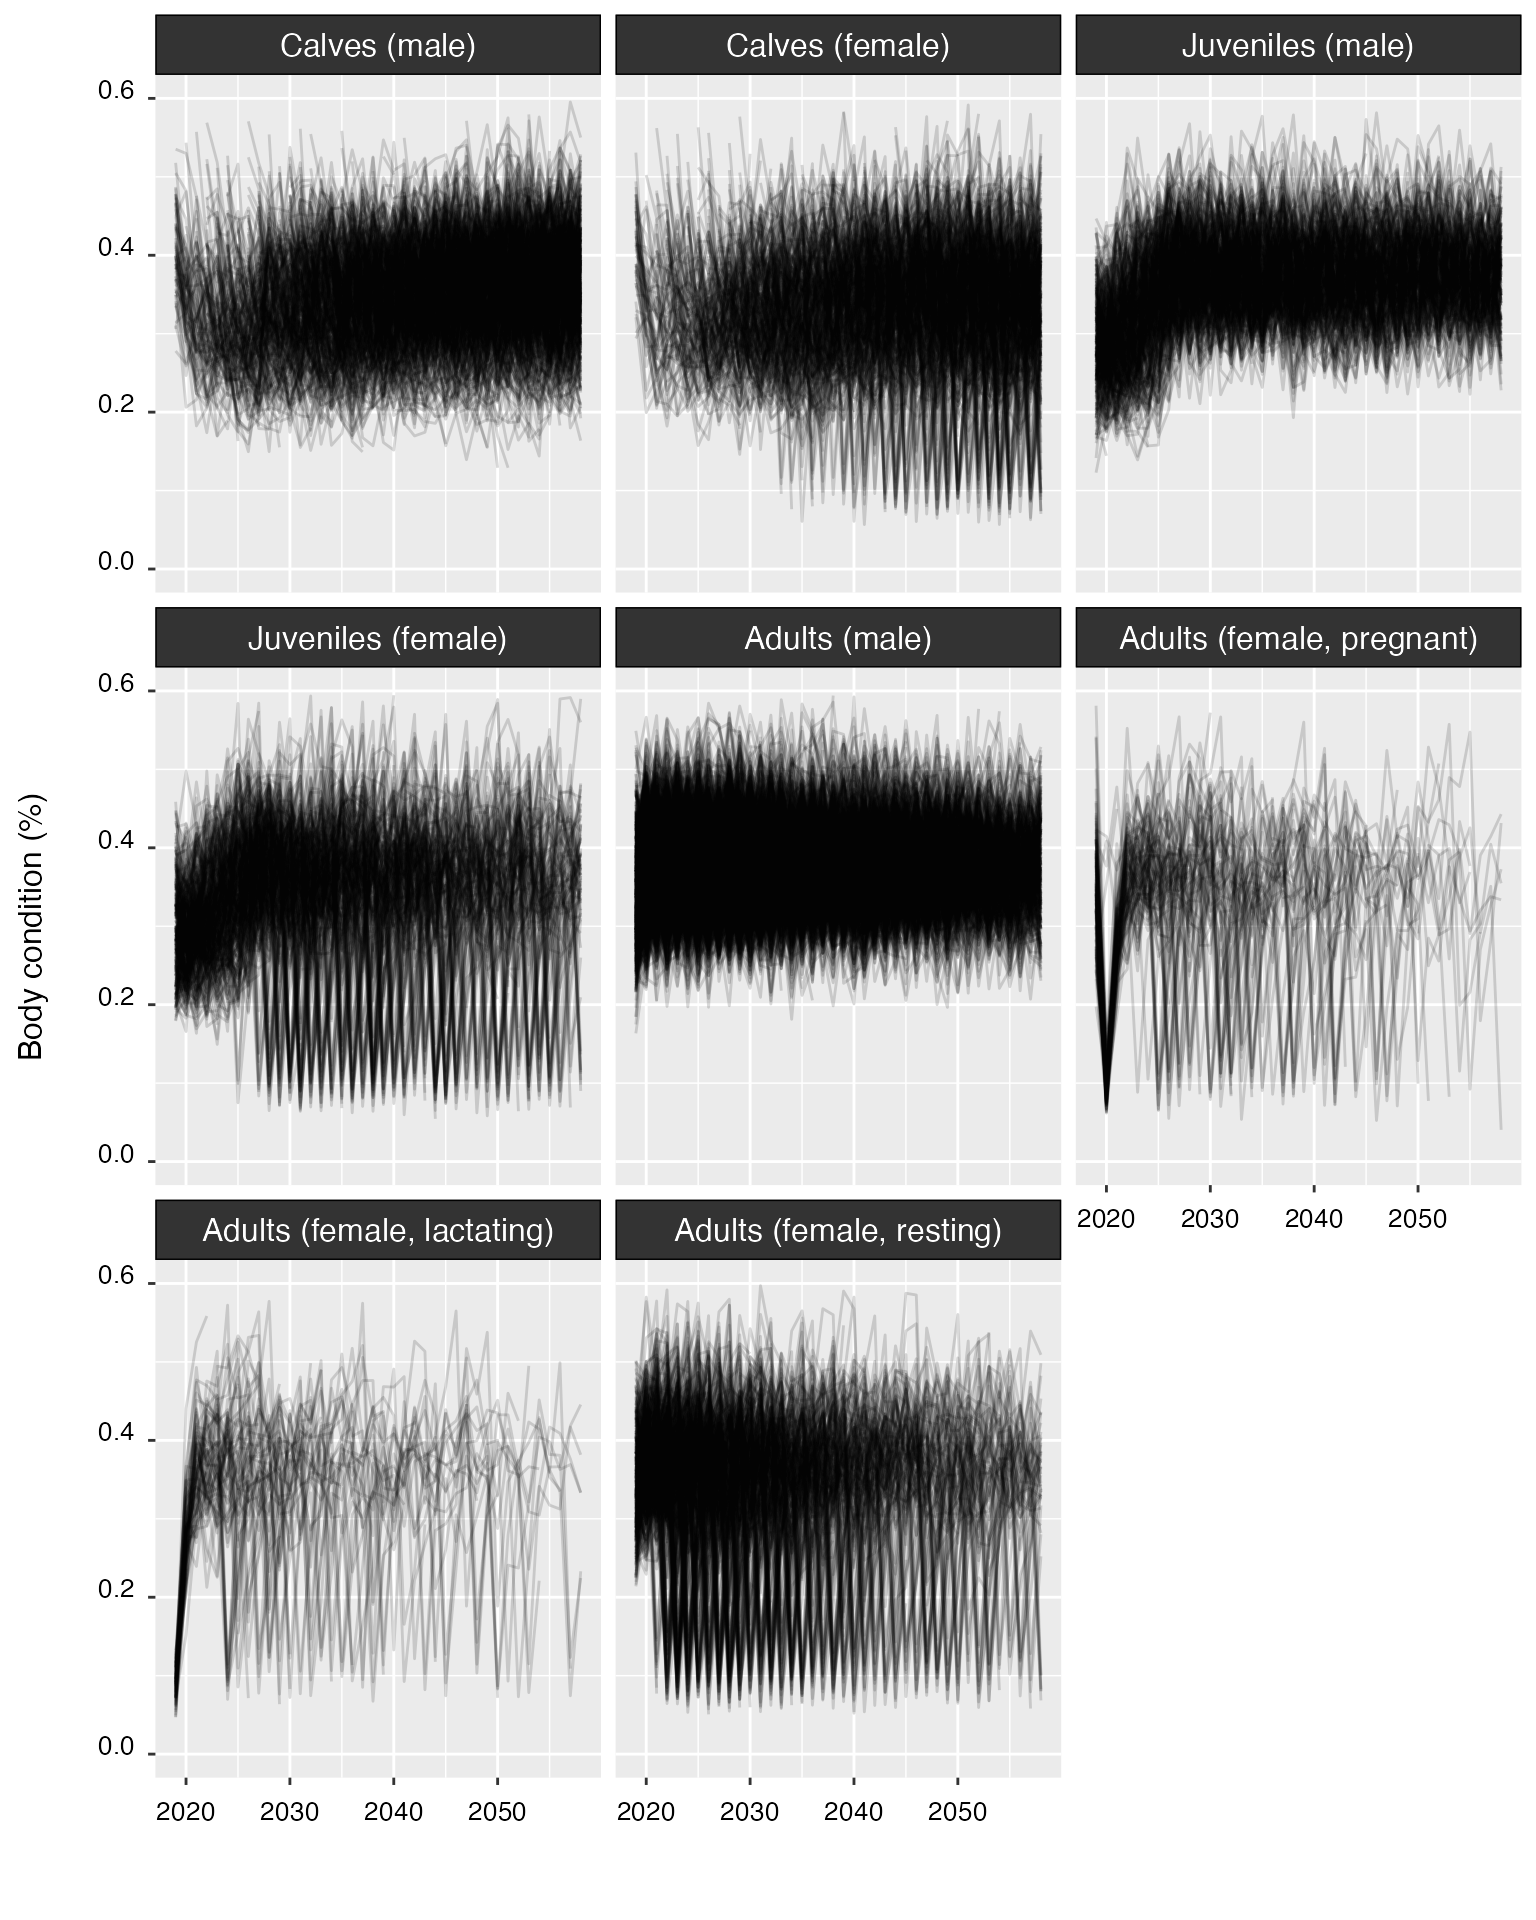 Calves (male)
Calves (female)
Juveniles (male)
0.6
0.4
0.2
0.0
Juveniles (female)
Adults (male)
Adults (female, pregnant)
0.6
0.4
0.2
0.0
2020 2030 2040 2050
Adults (female, lactating)
Adults (female, resting)
0.6
0.4
0.2
0.0
2020 2030 2040 2050
2020 2030 2040 2050
Body condition (%)